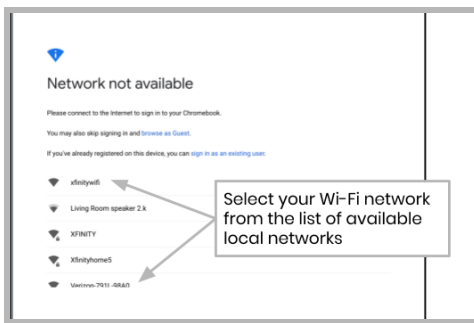 Network not available
Please connect to the Internet to sign in to your Chromebook.
You may also skip signing in and browse as Guest.
If you've already registered on this device, you can sign in as an existing user.
xfinitywifi
Living Room speaker 2.k
XFINITY
Xfinityhome5
Verizon-791L-98A0
Select your Wi-Fi network
from the list of available
local networks